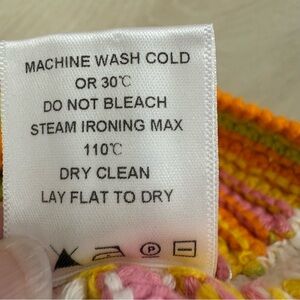 MACHINE WASH COLD
OR 30℃
DO NOT BLEACH
STEAM IRONING MAX
110℃
DRY CLEAN
LAY FLAT TO DRY
P